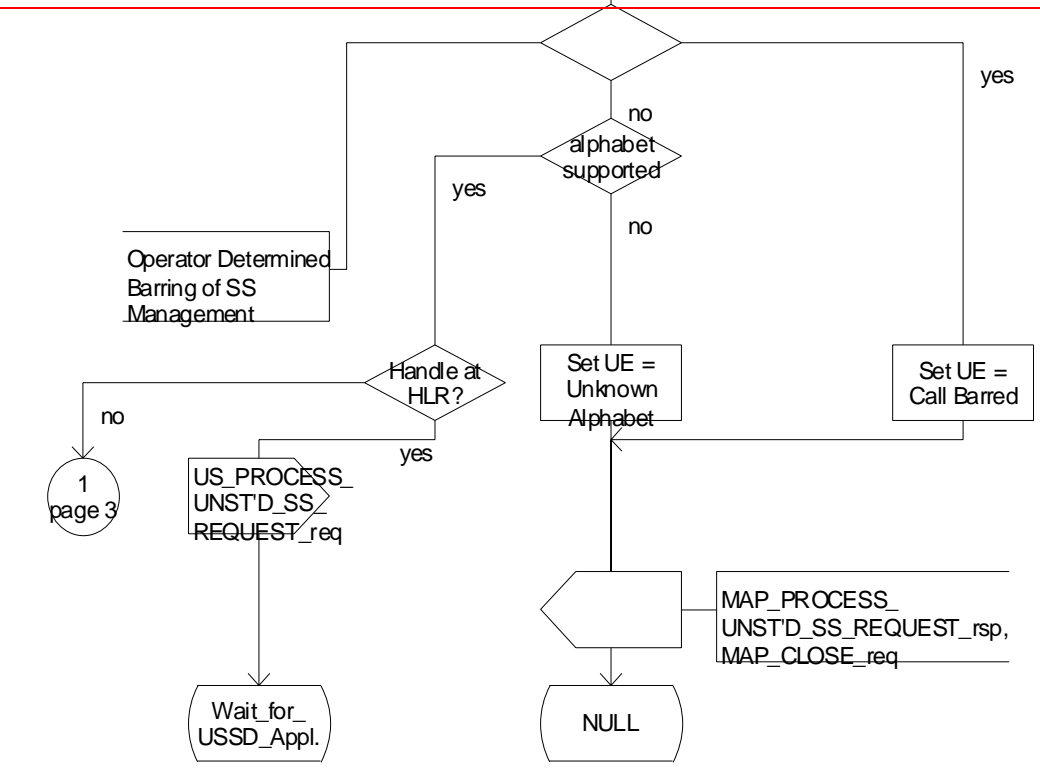 yes
no
alphabet
supported
yes
no
Operator Determined
Barring of SS
Management
Handle at
HLR?
Set UE =
Unknown
Alphabet
Set UE =
Call Barred
no
yes
1
page 3
US_PROCESS_
UNST'D_SS_
REQUEST_req
MAP_PROCESS_
UNST'D_SS_REQUEST_rsp,
MAP_CLOSE_req
Wait_for_
USSD_Appl.
NULL